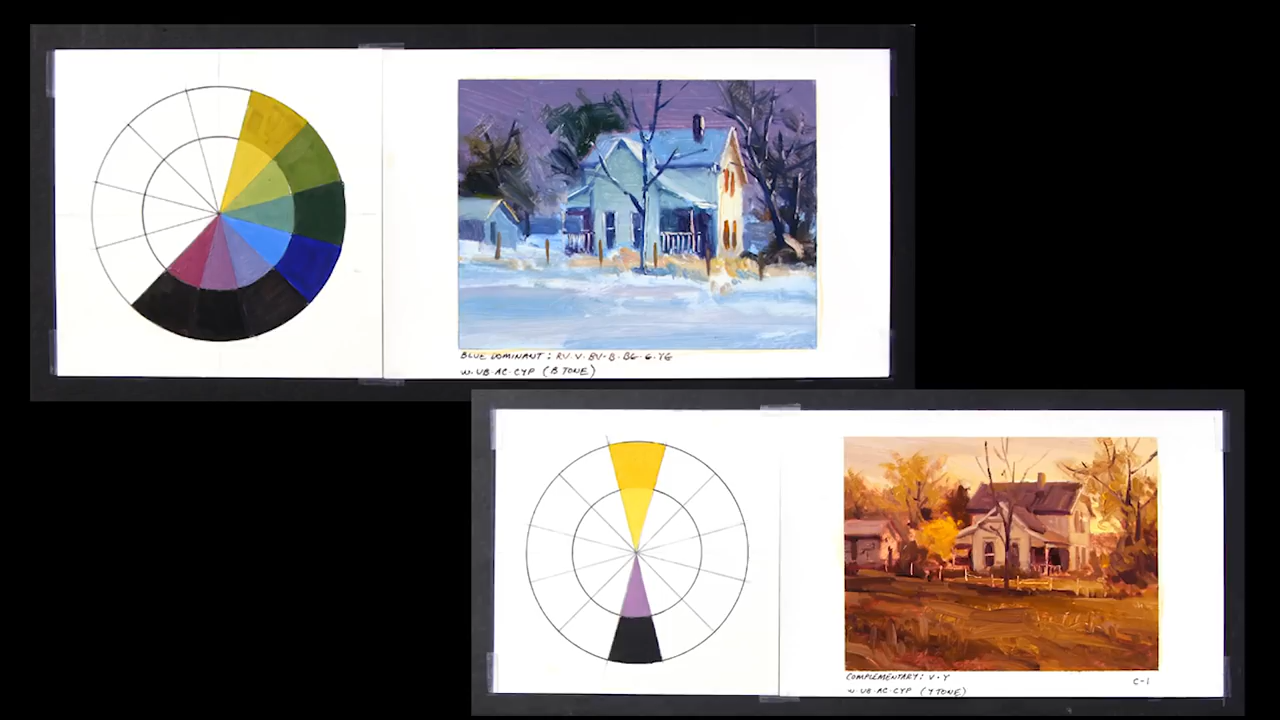 BLUE DOMINANT: RV·V·BV·B·BG·G·YG
W·UB·AC·CYP (B TONE)
COMPLEMENTARY: V·Y
C-1
W·UB·AC·CYP (Y TONE)